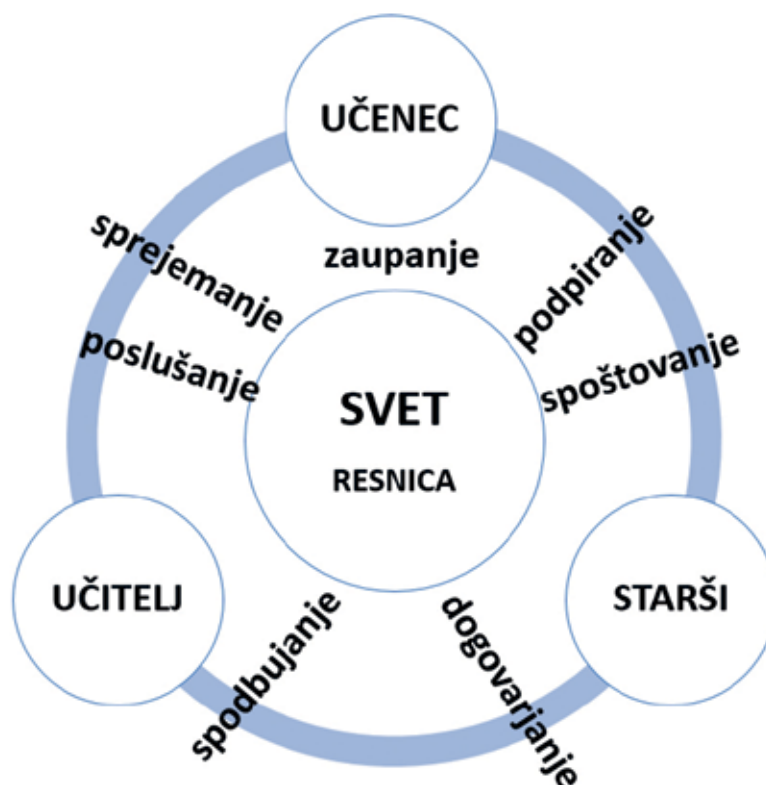 UČENEC
sprejemanje
zaupanje
podpiranje
poslušanje
spoštovanje
SVET
RESNICA
UČITELJ
STARŠI
spodbujanje
dogovarjanje